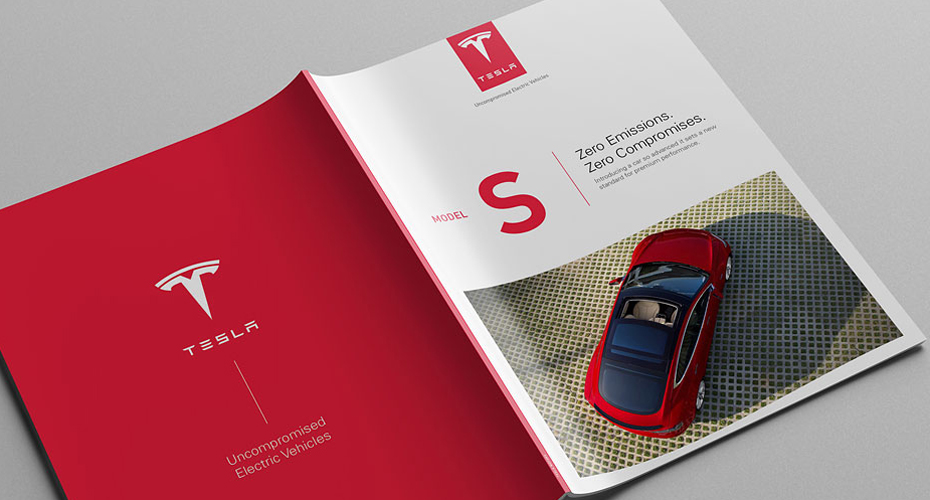 TESLA
Uncompromised
Electric Vehicles
TESLA
Uncompromised Electric Vehicles
Zero Emissions.
Zero Compromises.
Introducing a car so advanced it sets a new
standard for premium performance.
MODEL S